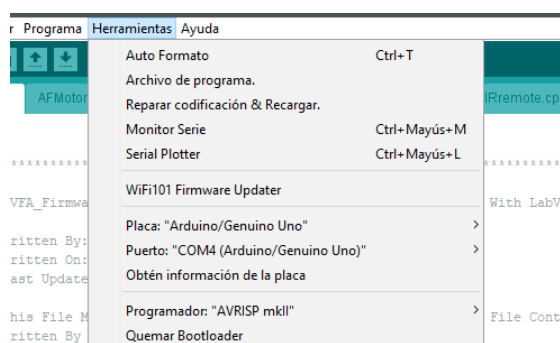 r Programa Herramientas Ayuda
Auto Formato Ctrl+T
Archivo de programa.
AFMotor
Reparar codificación & Recargar.
IRremote.cp
Monitor Serie Ctrl+Mayús+M
Serial Plotter Ctrl+Mayús+L
**********
*********
WiFi101 Firmware Updater
VFA_Firmwa
With LabV
Placa: "Arduino/Genuino Uno"
ritten By:
Puerto: "COM4 (Arduino/Genuino Uno)"
ritten On:
Obtén información de la placa
ast Update
Programador: "AVRISP mkII"
his File M
File Cont
ritten By
Quemar Bootloader